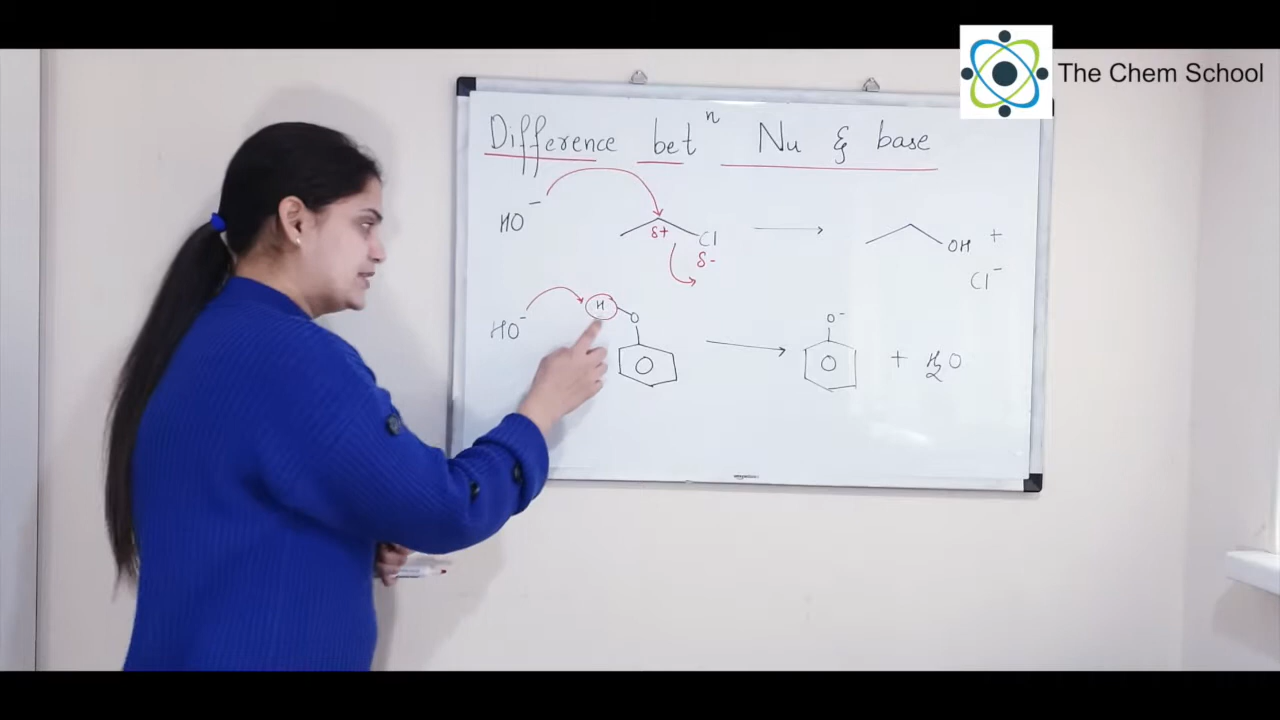 The Chem School
Difference betⁿ Nu & base
HO⁻ δ+ Cl δ- ⟶ OH + Cl⁻
HO⁻ H O ⟶ O⁻ + H₂O